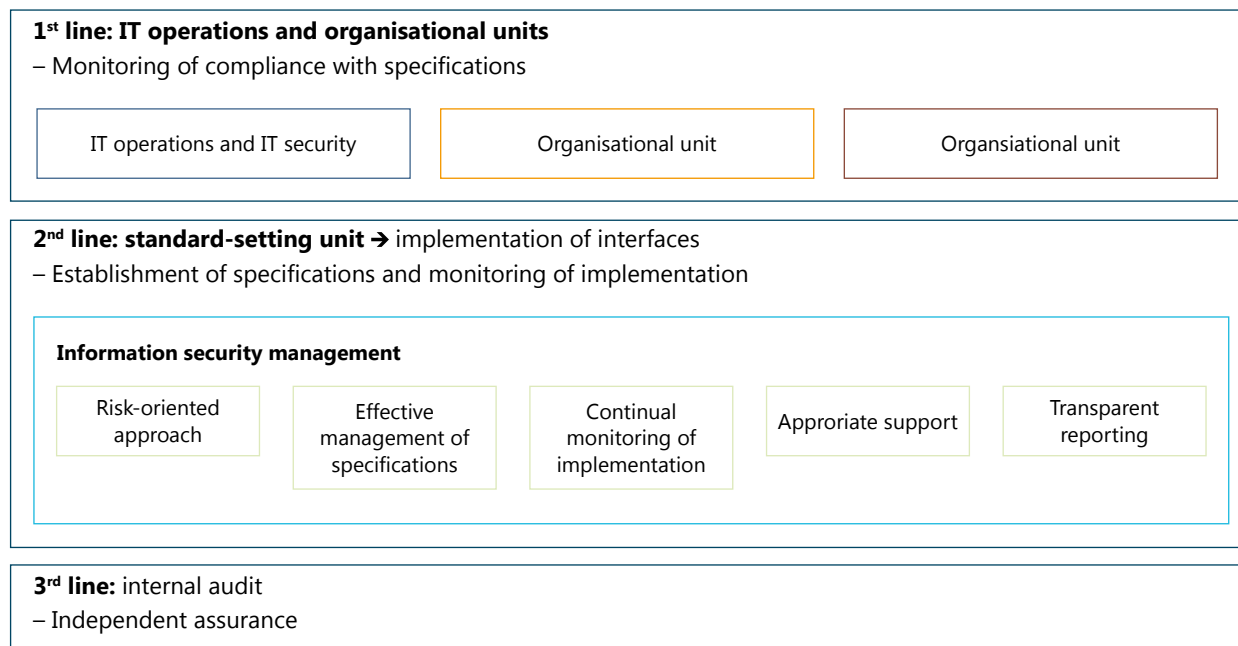 1st line: IT operations and organisational units
– Monitoring of compliance with specifications
IT operations and IT security
Organisational unit
Organsiational unit
2nd line: standard-setting unit ➔ implementation of interfaces
– Establishment of specifications and monitoring of implementation
Information security management
Risk-oriented
approach
Effective
management of
specifications
Continual
monitoring of
implementation
Approriate support
Transparent
reporting
3rd line: internal audit
– Independent assurance